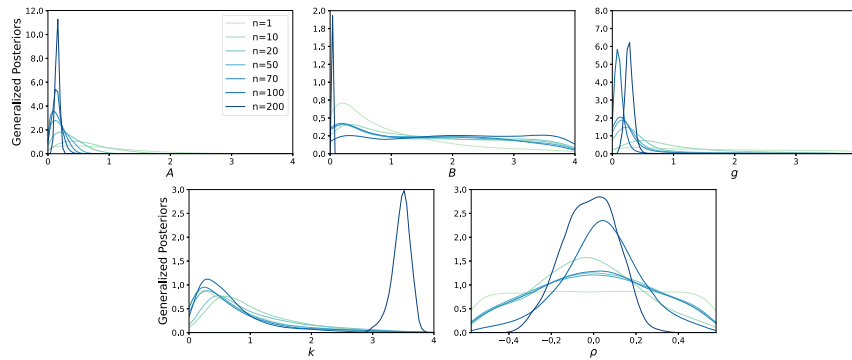 Generalized Posteriors
12.0
10.0
8.0
6.0
4.0
2.0
0.0
0 1 2 3 4
A
n=1
n=10
n=20
n=50
n=70
n=100
n=200
2.0
1.8
1.5
1.2
1.0
0.8
0.5
0.2
0.0
0 1 2 3 4
B
8.0
7.0
6.0
5.0
4.0
3.0
2.0
1.0
0.0
0 1 2 3
g
Generalized Posteriors
3.0
2.5
2.0
1.5
1.0
0.5
0.0
0 1 2 3 4
k
3.0
2.5
2.0
1.5
1.0
0.5
0.0
−0.4 −0.2 0.0 0.2 0.4
ρ